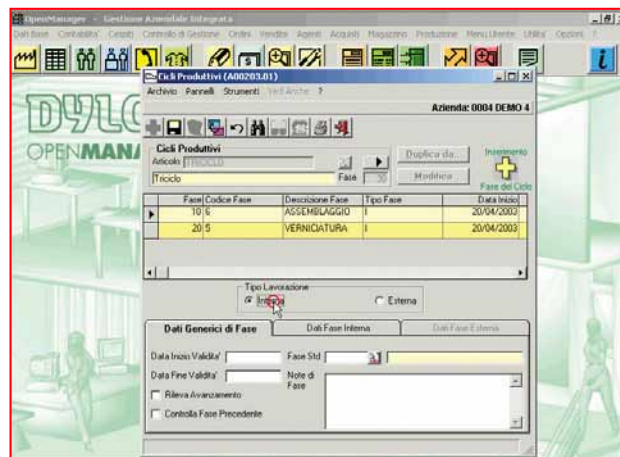 OpenManager - Gestione Aziendale Integrata
Dati Base Contabilita' Cespiti Controllo di Gestione Ordini Vendite Agenti Acquisti Magazzino Produzione Menu Utente Utilita' Opzioni ?
Cicli Produttivi (A00203.01)
Archivio Pannelli Strumenti Vedi Anche ?
Azienda: 0004 DEMO 4
DYLO
OPENMANA
Cicli Produttivi
Articolo TRICICLO
Duplica da...
Inserimento
Triciclo
Fase 30
Modifica
Fase del Ciclo
Fase Codice Fase Descrizione Fase Tipo Fase Data Inizio
10 6 ASSEMBLAGGIO I 20/04/2003
20 5 VERNICIATURA I 20/04/2003
Tipo Lavorazione
Interna Esterna
Dati Generici di Fase Dati Fase Interna Dati Fase Esterna
Data Inizio Validita' Fase Std
Data Fine Validita' Note di Fase
Rileva Avanzamento
Controlla Fase Precedente